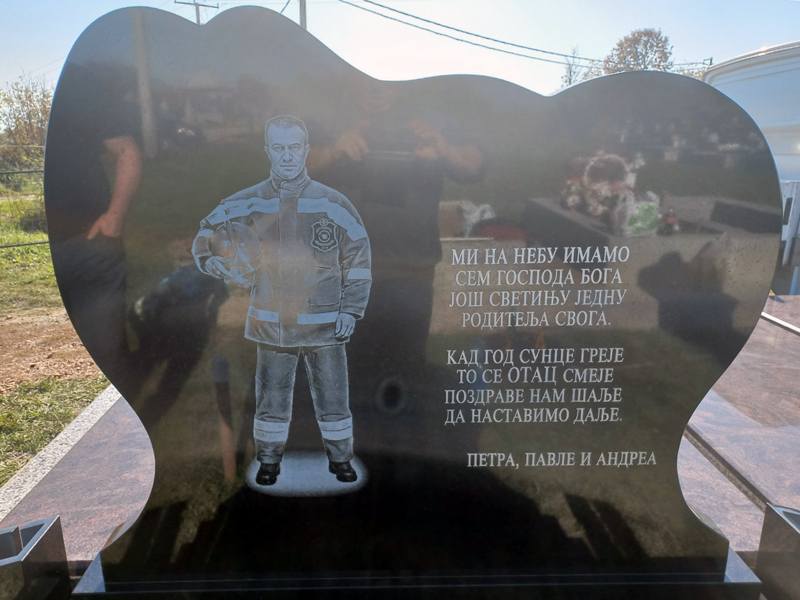 МИ НА НЕБУ ИМАМО
СЕМ ГОСПОДА БОГА
ЈОШ СВЕТИЊУ ЈЕДНУ
РОДИТЕЉА СВОГА.
КАД ГОД СУНЦЕ ГРЕЈЕ
ТО СЕ ОТАЦ СМЕЈЕ
ПОЗДРАВЕ НАМ ШАЉЕ
ДА НАСТАВИМО ДАЉЕ.
ПЕТРА, ПАВЛЕ И АНДРЕА